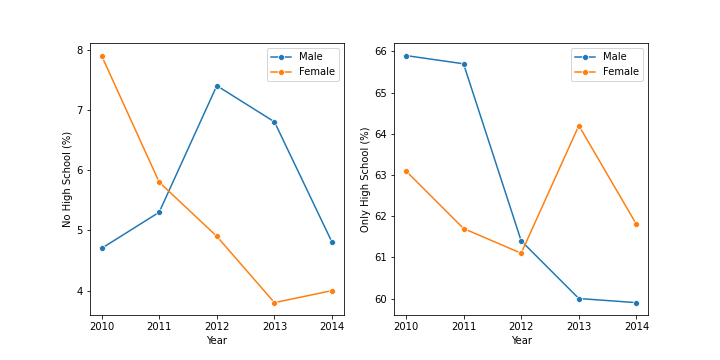 8
7
6
5
4
No High School (%)
2010 2011 2012 2013 2014
Year
Male
Female
66
65
64
63
62
61
60
Only High School (%)
2010 2011 2012 2013 2014
Year
Male
Female